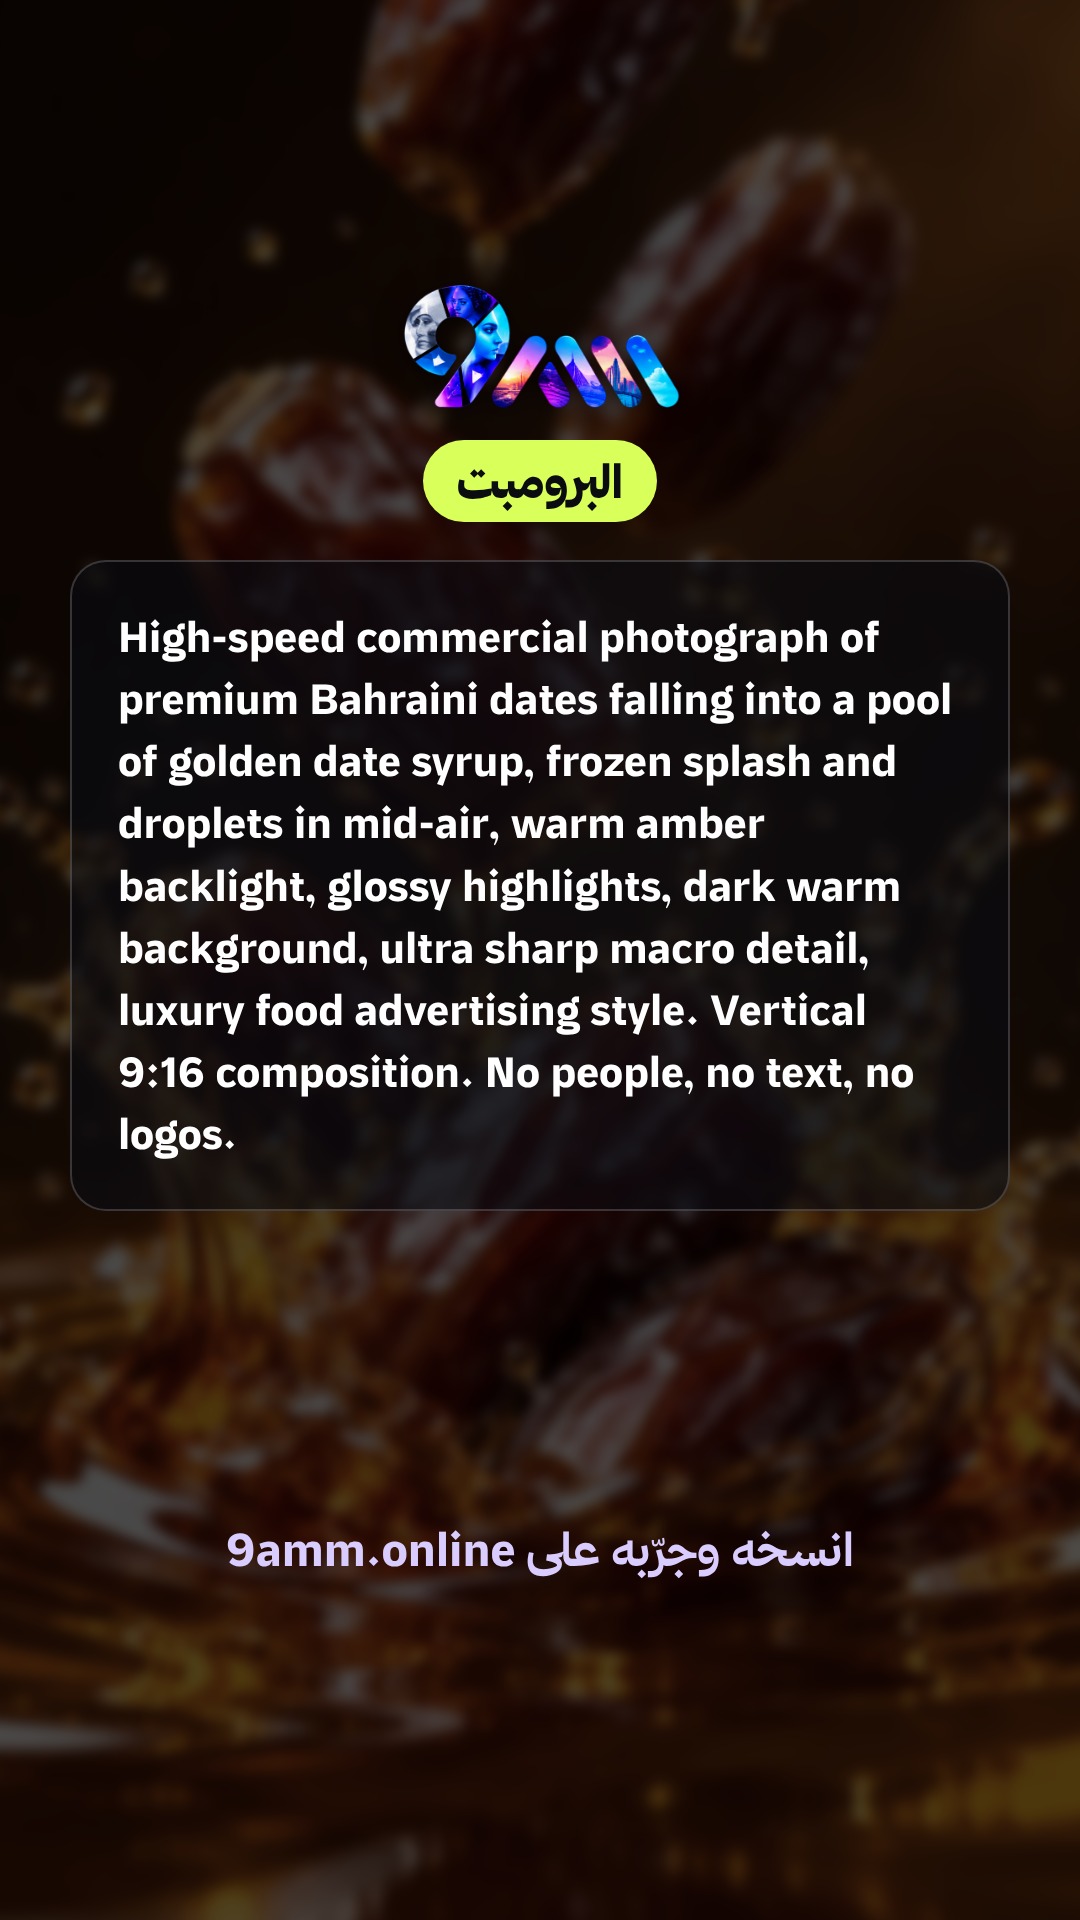 9amm
البرومبت
High-speed commercial photograph of
premium Bahraini dates falling into a pool
of golden date syrup, frozen splash and
droplets in mid-air, warm amber
backlight, glossy highlights, dark warm
background, ultra sharp macro detail,
luxury food advertising style. Vertical
9:16 composition. No people, no text, no
logos.
انسخه وجرّبه على 9amm.online